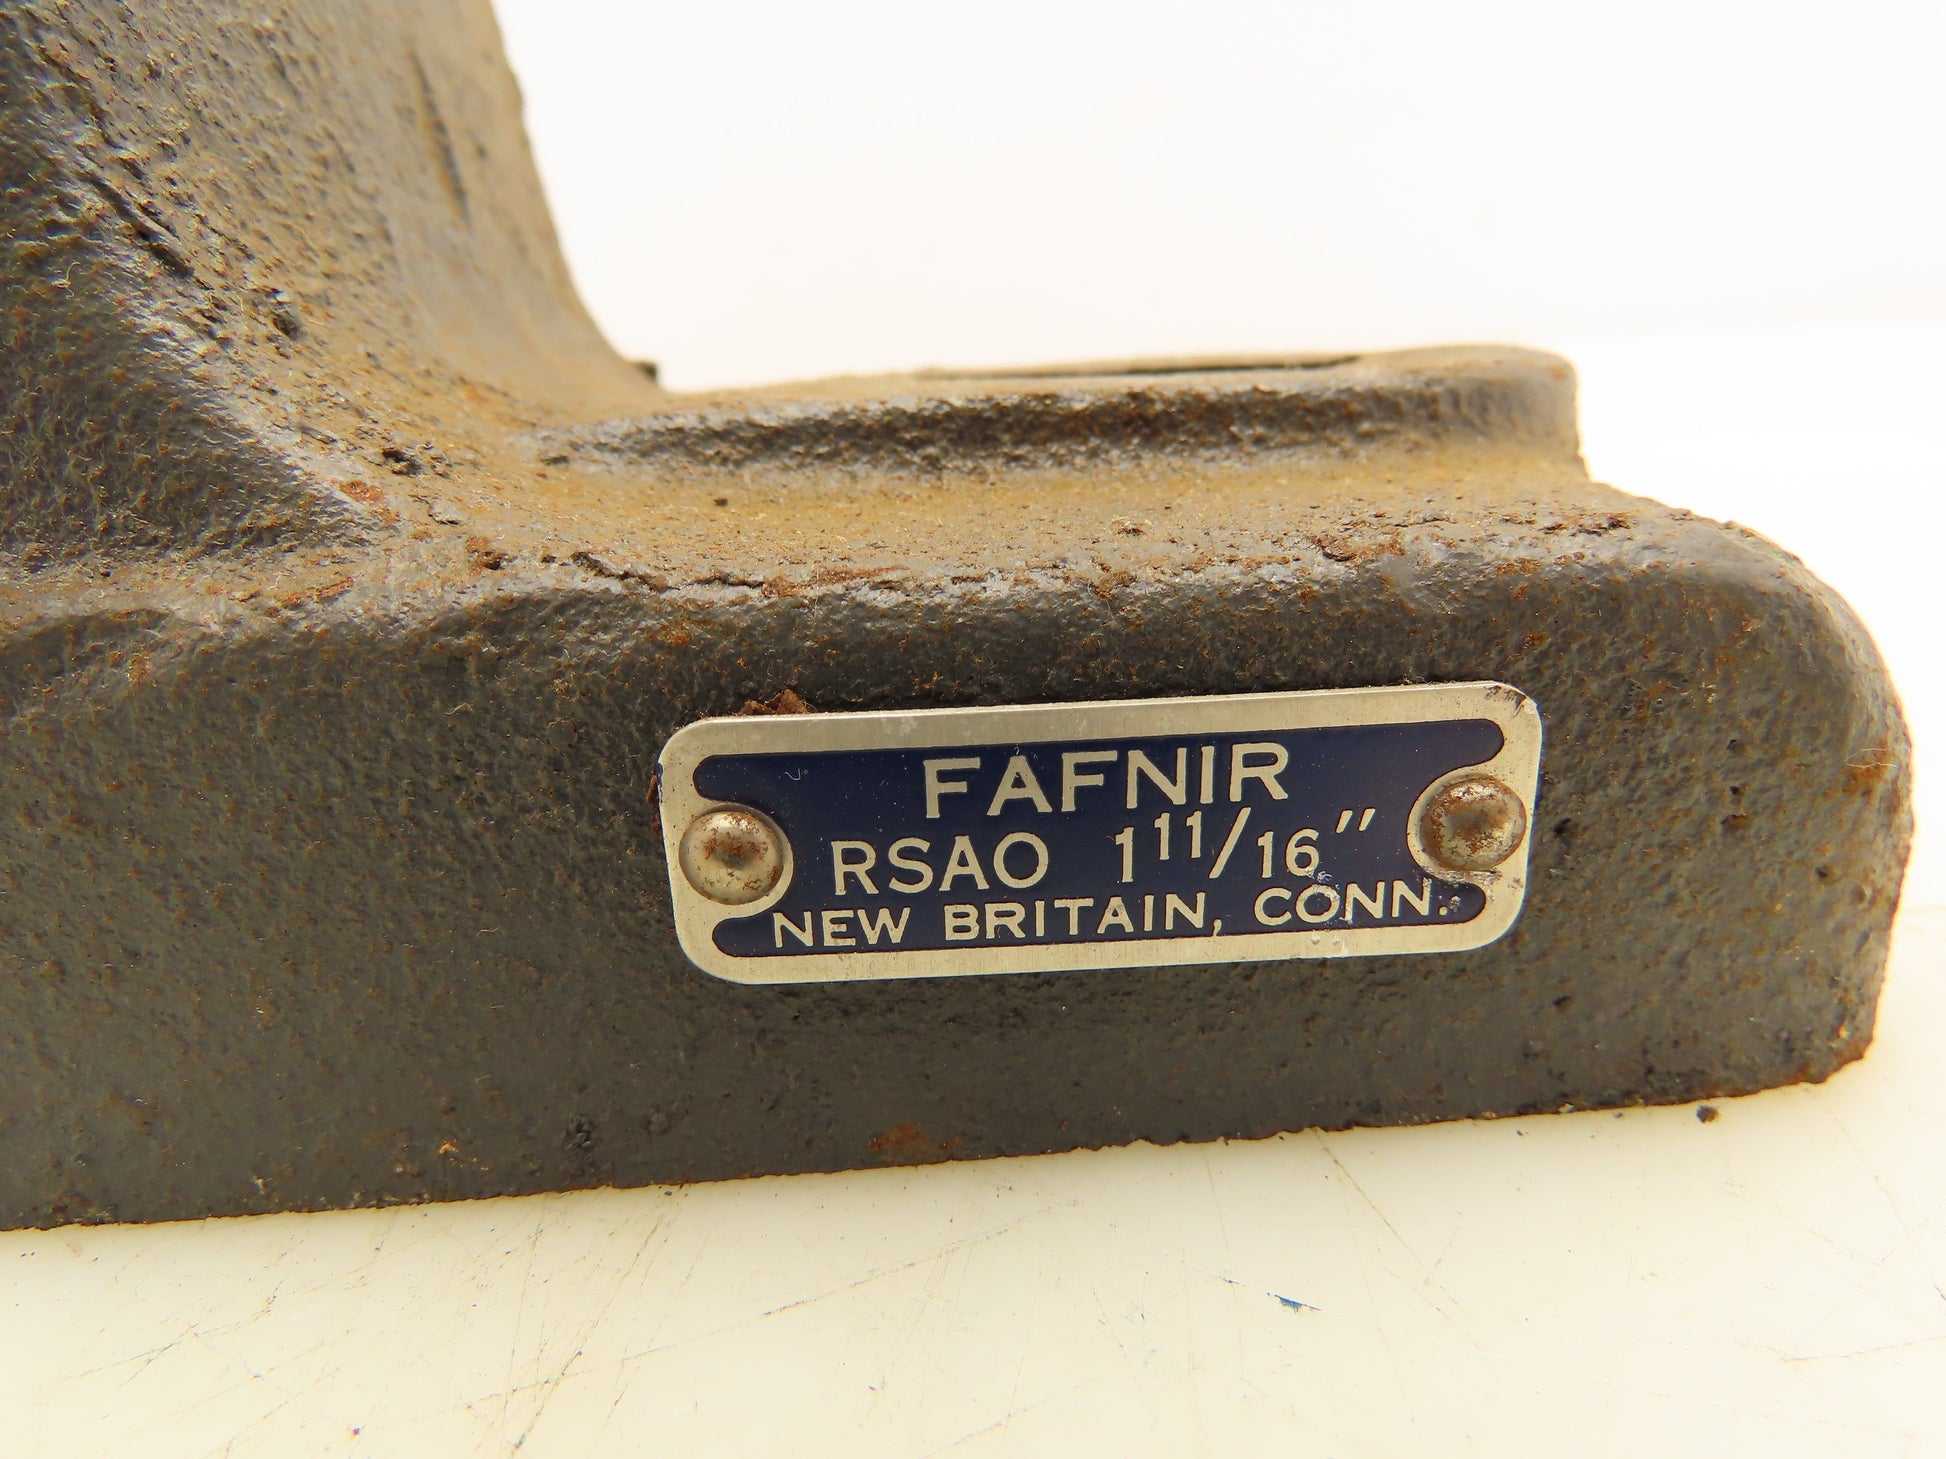 FAFNIR
RSAO 1 11/16"
NEW BRITAIN, CONN.